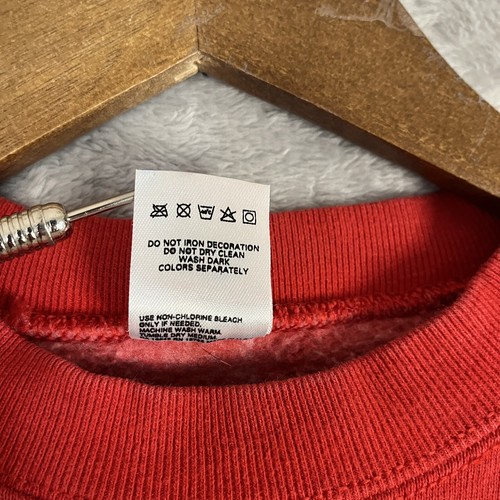 DO NOT IRON DECORATION
DO NOT DRY CLEAN
WASH DARK
COLORS SEPARATELY
USE NON-CHLORINE BLEACH
ONLY IF NEEDED.
MACHINE WASH WARM.
TUMBLE DRY MEDIUM.